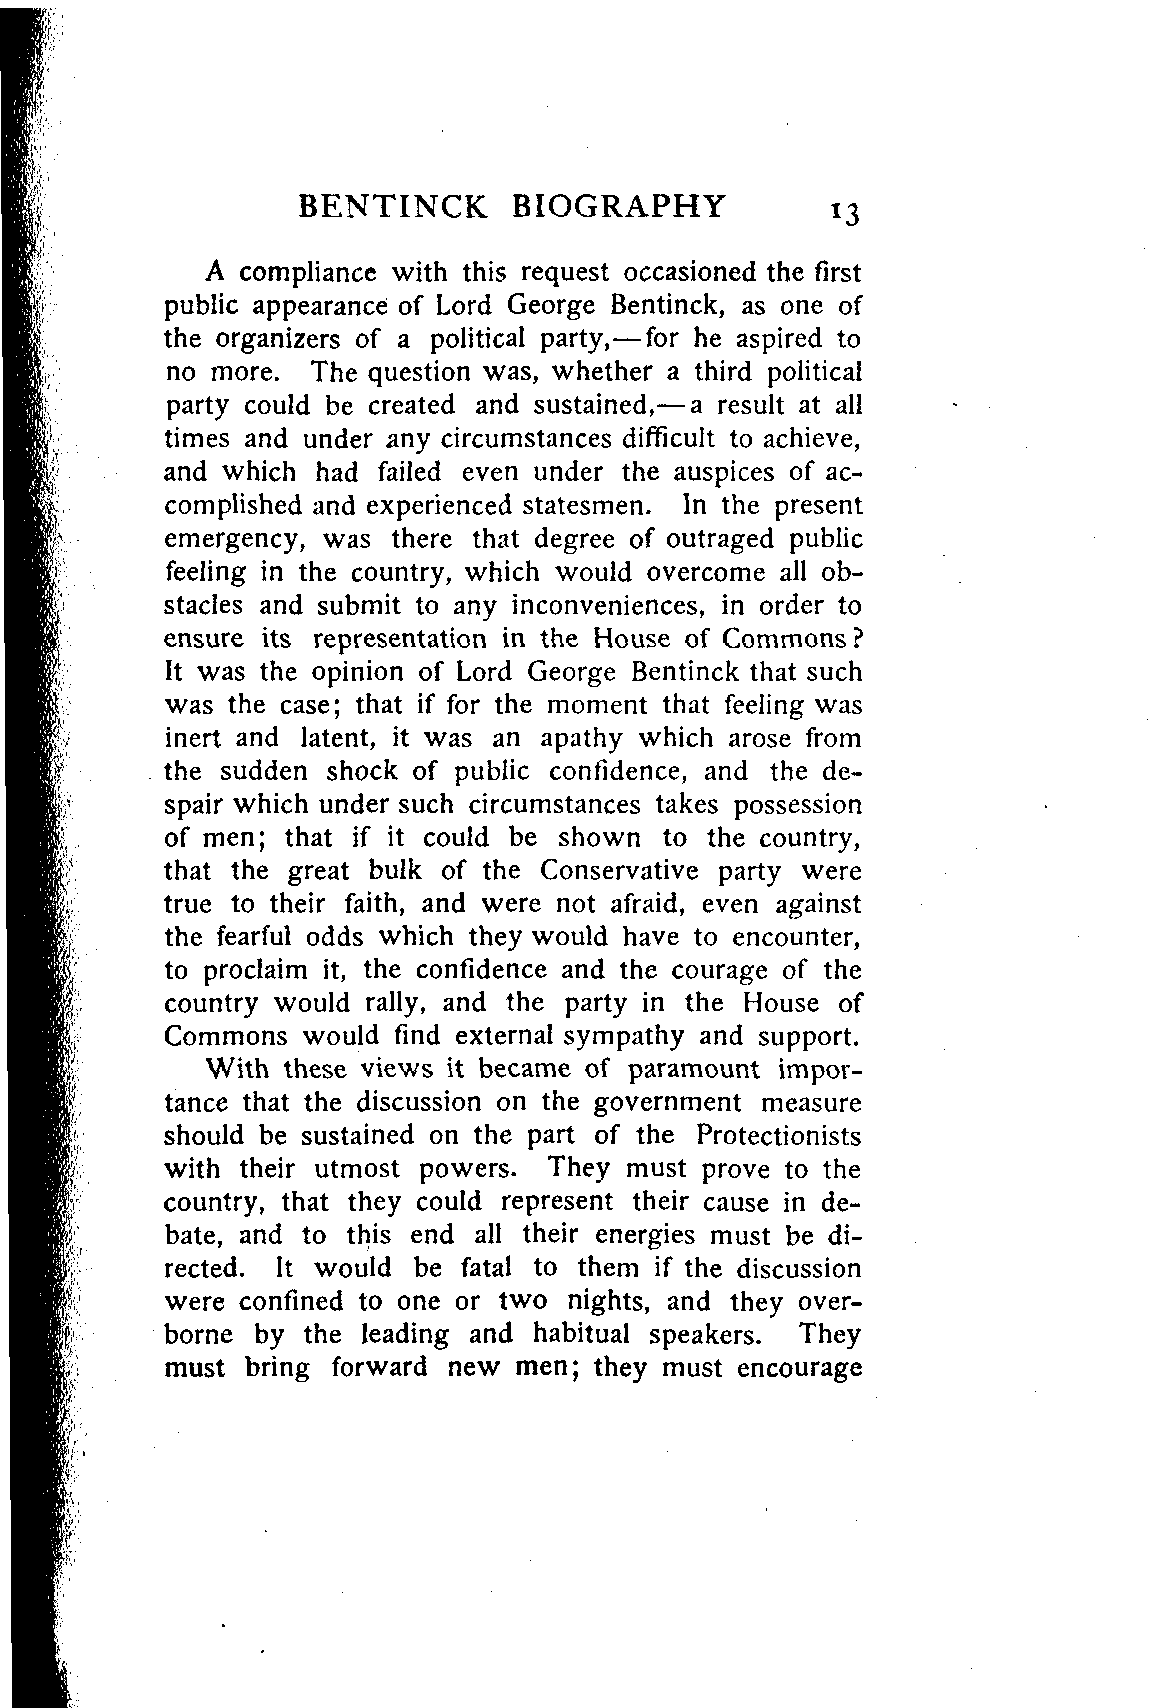 BENTINCK BIOGRAPHY 13
A compliance with this request occasioned the first
public appearance of Lord George Bentinck, as one of
the organizers of a political party,—for he aspired to
no more. The question was, whether a third political
party could be created and sustained,—a result at all
times and under any circumstances difficult to achieve,
and which had failed even under the auspices of ac-
complished and experienced statesmen. In the present
emergency, was there that degree of outraged public
feeling in the country, which would overcome all ob-
stacles and submit to any inconveniences, in order to
ensure its representation in the House of Commons?
It was the opinion of Lord George Bentinck that such
was the case; that if for the moment that feeling was
inert and latent, it was an apathy which arose from
the sudden shock of public confidence, and the de-
spair which under such circumstances takes possession
of men; that if it could be shown to the country,
that the great bulk of the Conservative party were
true to their faith, and were not afraid, even against
the fearful odds which they would have to encounter,
to proclaim it, the confidence and the courage of the
country would rally, and the party in the House of
Commons would find external sympathy and support.
With these views it became of paramount impor-
tance that the discussion on the government measure
should be sustained on the part of the Protectionists
with their utmost powers. They must prove to the
country, that they could represent their cause in de-
bate, and to this end all their energies must be di-
rected. It would be fatal to them if the discussion
were confined to one or two nights, and they over-
borne by the leading and habitual speakers. They
must bring forward new men; they must encourage